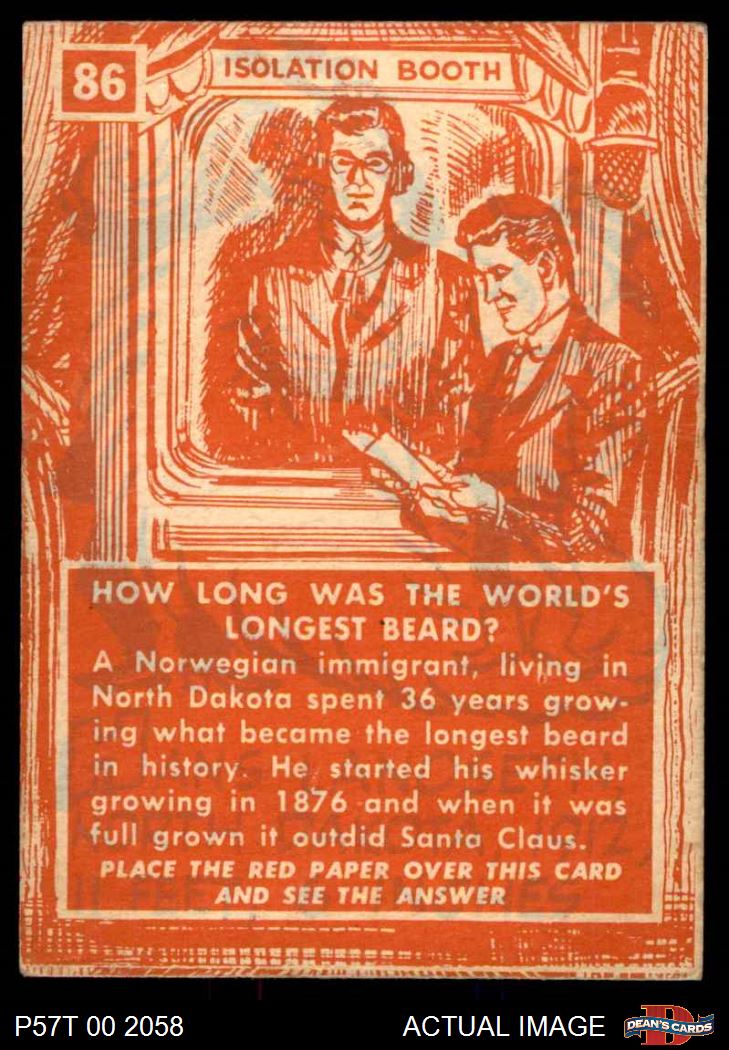 86
ISOLATION BOOTH
HOW LONG WAS THE WORLD'S
LONGEST BEARD?
A Norwegian immigrant, living in
North Dakota spent 36 years grow-
ing what became the longest beard
in history. He started his whisker
growing in 1876 and when it was
full grown it outdid Santa Claus.
PLACE THE RED PAPER OVER THIS CARD
AND SEE THE ANSWER
P57T 00 2058
ACTUAL IMAGE
DEAN'S CARDS